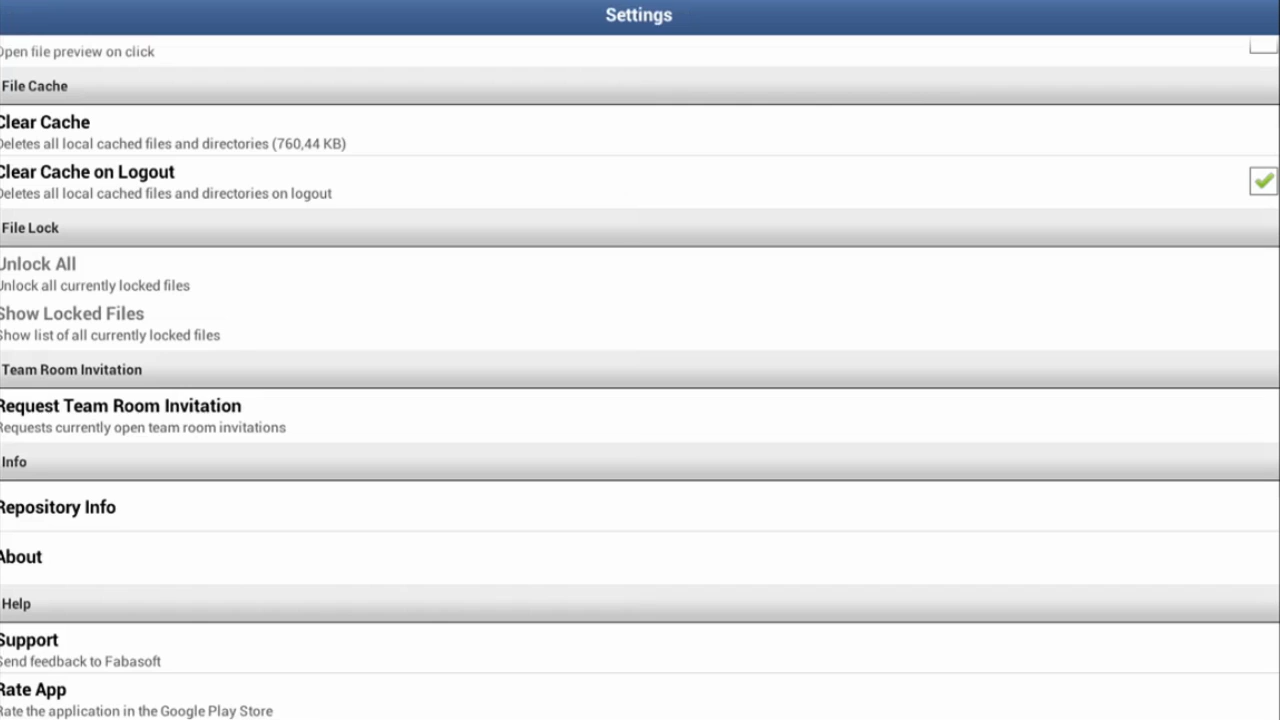 Settings
Open file preview on click
File Cache
Clear Cache
Deletes all local cached files and directories (760,44 KB)
Clear Cache on Logout
Deletes all local cached files and directories on logout
File Lock
Unlock All
Unlock all currently locked files
Show Locked Files
Show list of all currently locked files
Team Room Invitation
Request Team Room Invitation
Requests currently open team room invitations
Info
Repository Info
About
Help
Support
Send feedback to Fabasoft
Rate App
Rate the application in the Google Play Store